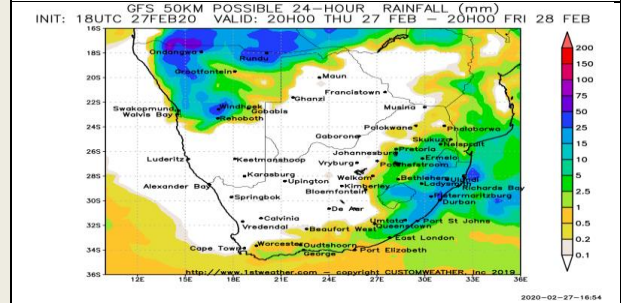 GFS 50KM POSSIBLE 24-HOUR RAINFALL (mm)
INIT: 18UTC 27FEB20 VALID: 20H00 THU 27 FEB – 20H00 FRI 28 FEB
16S
Ondangwa
Rundu
200
18S
150
Grootfontein
100
20S
Maun
Francistown
75
Ghanzi
22S
Musina
50
Swakopmund
Windhoek
Gobabis
Walvis Bay
Rehoboth
25
24S
Polokwane
Phalaborwa
Gaborone
Skukuza
15
Johannesburg
Pretoria
Nelspruit
26S
10
Luderitz
Keetmanshoop
Vryburg
Potchefstroom
Ermelo
5
28S
Karasburg
Upington
Welkom
Bethlehem
Ulundi
Alexander Bay
Kimberley
Ladysmith
Richards Bay
2.5
Bloemfontein
Pietermaritzburg
30S
Springbok
Durban
1
De Aar
Calvinia
Umtata
Port St Johns
0.5
32S
Vredendal
Beaufort West
Queenstown
East London
0.2
34S
Cape Town
Worcester
Oudtshoorn
George
Port Elizabeth
0.1
http://www.1stweather.com – copyright CUSTOMWEATHER, Inc 2019
36S
12E 15E 18E 21E 24E 27E 30E 33E
2020-02-27-16:54